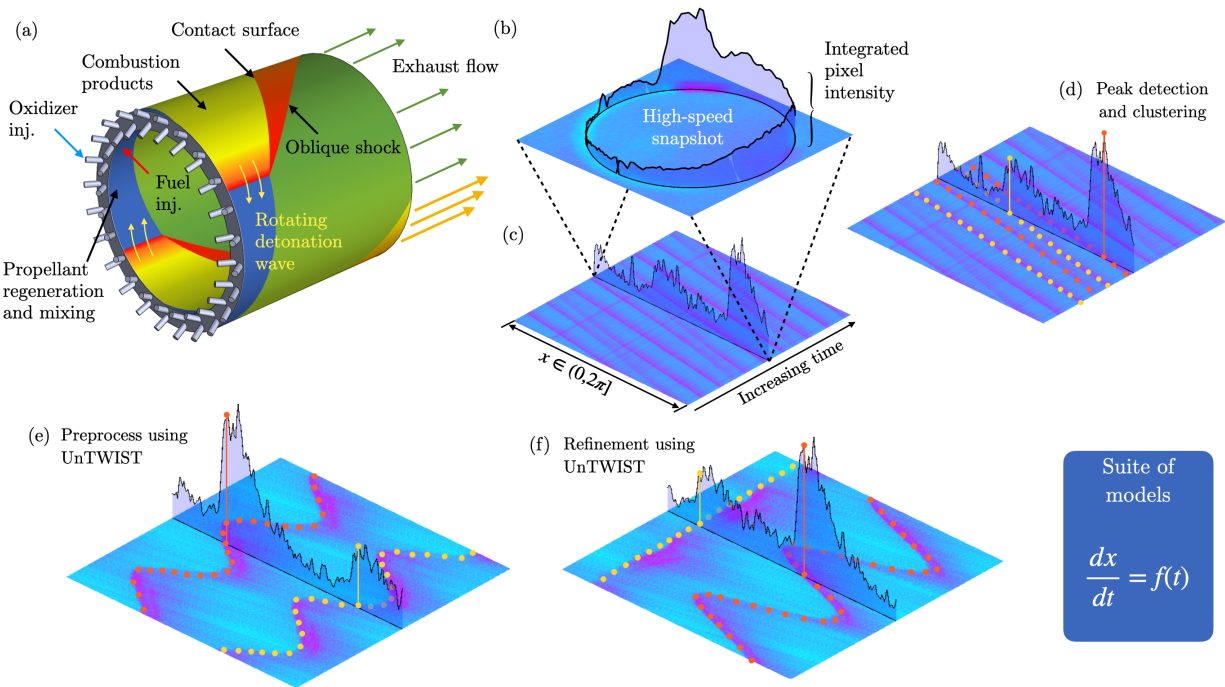 (a)
Contact surface
Combustion
products
Exhaust flow
Oxidizer
inj.
Oblique shock
Fuel
inj.
Rotating
detonation
wave
Propellant
regeneration
and mixing
(b)
Integrated
pixel
intensity
High-speed
snapshot
(c)
x ∈ (0,2π]
Increasing time
(d) Peak detection
and clustering
(e) Preprocess using
UnTWIST
(f) Refinement using
UnTWIST
Suite of
models
dx/dt = f(t)